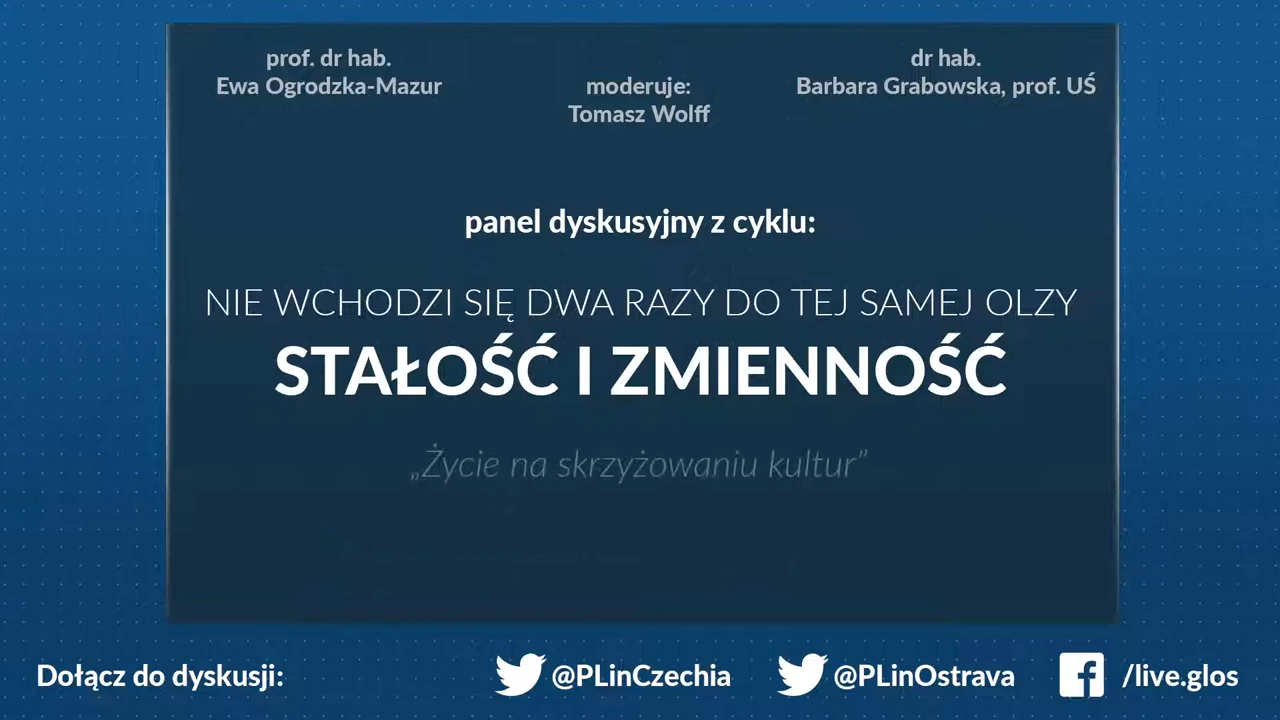 prof. dr hab.
Ewa Ogrodzka-Mazur
moderuje:
Tomasz Wolff
dr hab.
Barbara Grabowska, prof. UŚ
panel dyskusyjny z cyklu:
NIE WCHODZI SIĘ DWA RAZY DO TEJ SAMEJ OLZY
STAŁOŚĆ I ZMIENNOŚĆ
„Życie na skrzyżowaniu kultur”
Dołącz do dyskusji:
@PLinCzechia
@PLinOstrava
/live.glos